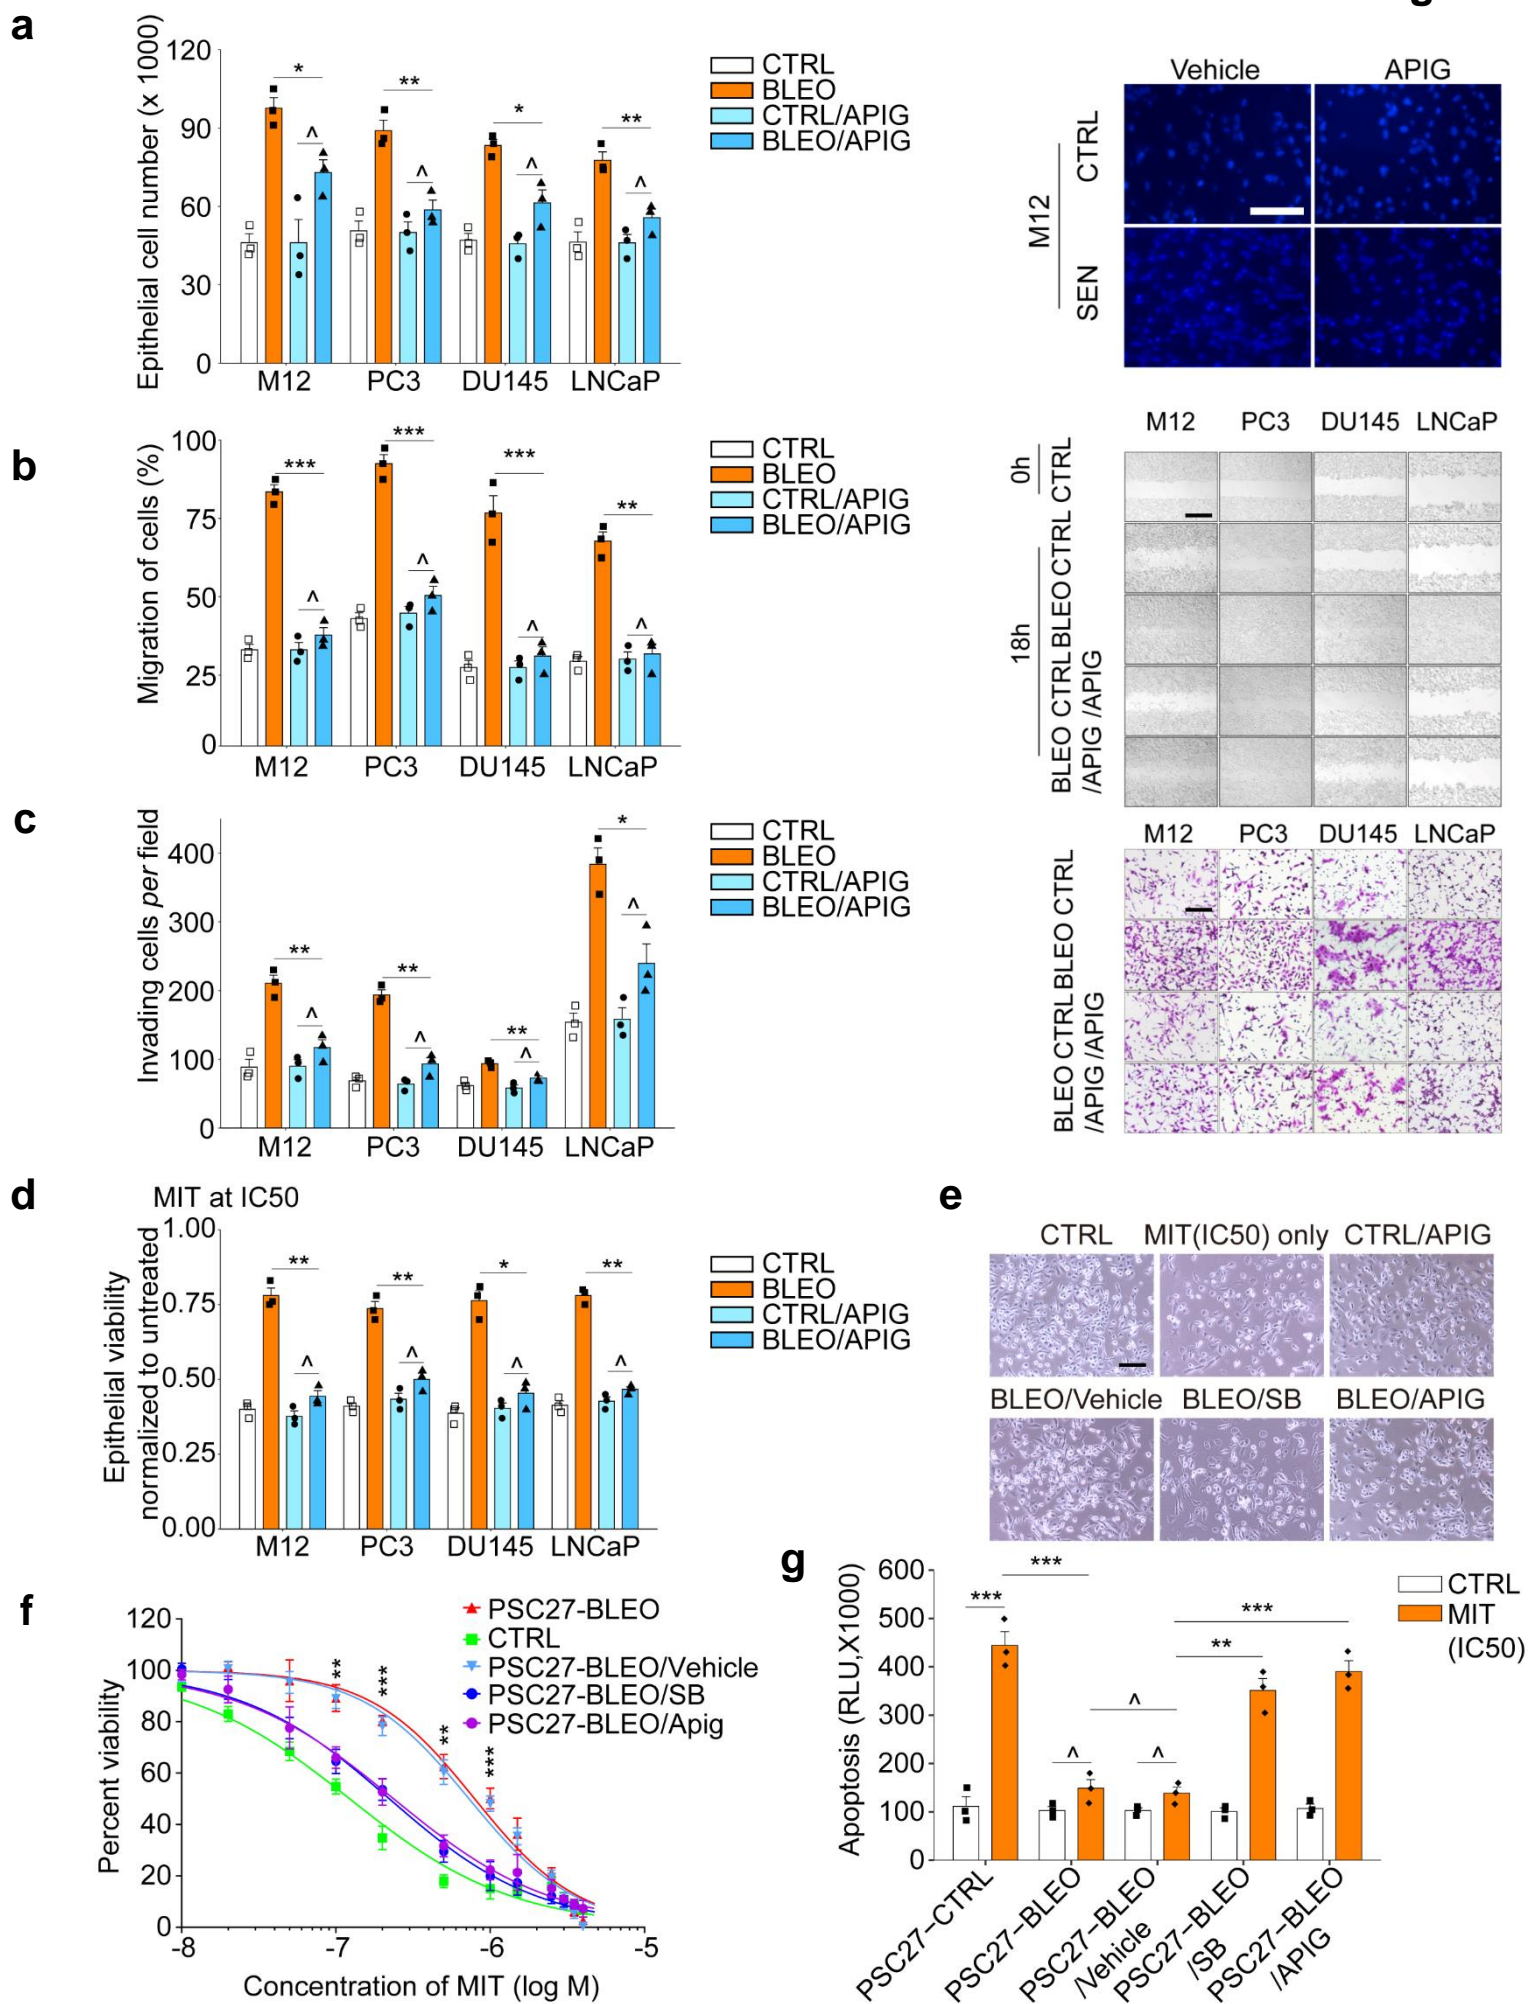 g
a
Epithelial cell number (x 1000)
120
90
60
30
0
*
^
**
^
*
^
**
^
M12 PC3 DU145 LNCaP
CTRL
BLEO
CTRL/APIG
BLEO/APIG
Vehicle APIG
M12
CTRL
SEN
b
Migration of cells (%)
100
75
50
25
0
***
^
***
^
***
^
**
^
M12 PC3 DU145 LNCaP
CTRL
BLEO
CTRL/APIG
BLEO/APIG
M12 PC3 DU145 LNCaP
0h
18h
BLEO CTRL BLEO CTRL CTRL
/APIG /APIG
c
Invading cells per field
400
300
200
100
0
**
^
**
^
**
^
*
^
M12 PC3 DU145 LNCaP
CTRL
BLEO
CTRL/APIG
BLEO/APIG
M12 PC3 DU145 LNCaP
BLEO CTRL BLEO CTRL
/APIG /APIG
d
MIT at IC50
Epithelial viability
normalized to untreated
1.00
0.75
0.50
0.25
0.00
**
^
**
^
*
^
**
^
M12 PC3 DU145 LNCaP
CTRL
BLEO
CTRL/APIG
BLEO/APIG
e
CTRL MIT(IC50) only CTRL/APIG
BLEO/Vehicle BLEO/SB BLEO/APIG
f
Percent viability
120
100
80
60
40
20
0
-8 -7 -6 -5
Concentration of MIT (log M)
**
***
**
***
PSC27-BLEO
CTRL
PSC27-BLEO/Vehicle
PSC27-BLEO/SB
PSC27-BLEO/Apig
g
Apoptosis (RLU,X1000)
600
500
400
300
200
100
0
***
***
^
^
^
**
***
PSC27-CTRL
PSC27-BLEO
PSC27-BLEO
/Vehicle
PSC27-BLEO
/SB
PSC27-BLEO
/APIG
CTRL
MIT
(IC50)